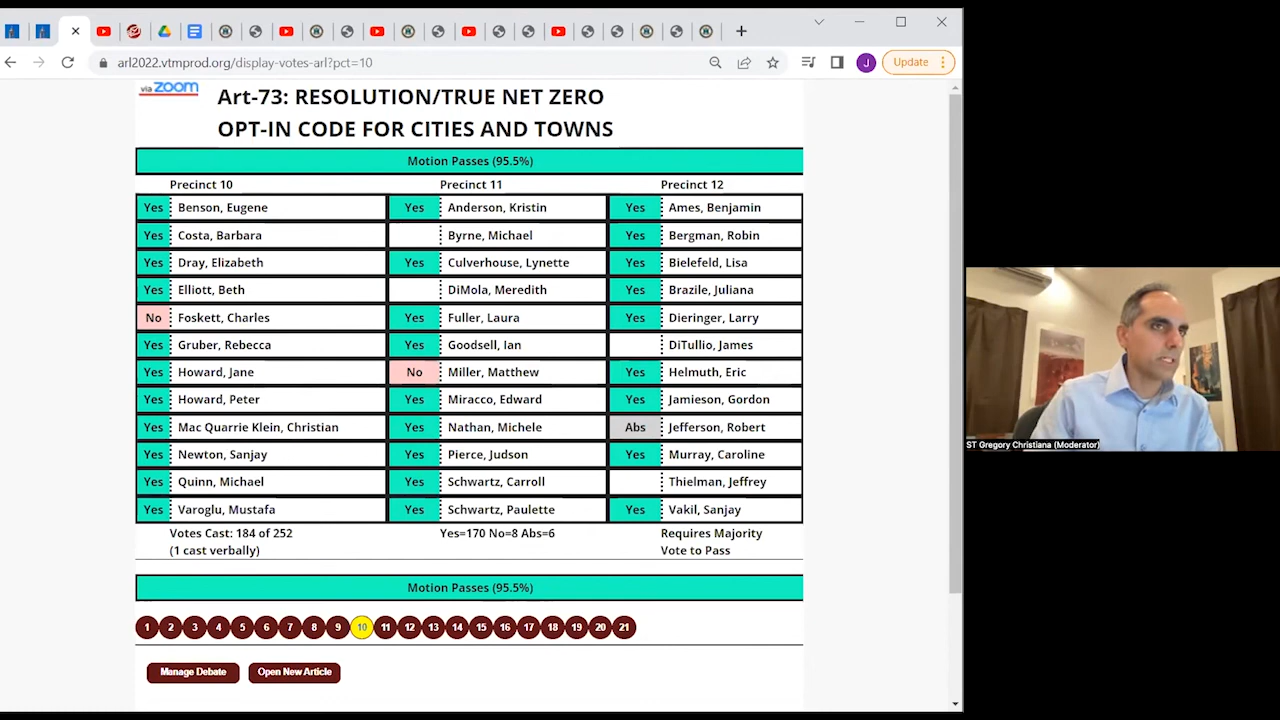 Update
arl2022.vtmprod.org/display-votes-arl?pct=10
J
via zoom
Art-73: RESOLUTION/TRUE NET ZERO
OPT-IN CODE FOR CITIES AND TOWNS
Motion Passes (95.5%)
Precinct 10 Precinct 11 Precinct 12
Yes Benson, Eugene Yes Anderson, Kristin Yes Ames, Benjamin
Yes Costa, Barbara Byrne, Michael Yes Bergman, Robin
Yes Dray, Elizabeth Yes Culverhouse, Lynette Yes Bielefeld, Lisa
Yes Elliott, Beth DiMola, Meredith Yes Brazile, Juliana
No Foskett, Charles Yes Fuller, Laura Yes Dieringer, Larry
Yes Gruber, Rebecca Yes Goodsell, Ian DiTullio, James
Yes Howard, Jane No Miller, Matthew Yes Helmuth, Eric
Yes Howard, Peter Yes Miracco, Edward Yes Jamieson, Gordon
Yes Mac Quarrie Klein, Christian Yes Nathan, Michele Abs Jefferson, Robert
Yes Newton, Sanjay Yes Pierce, Judson Yes Murray, Caroline
Yes Quinn, Michael Yes Schwartz, Carroll Thielman, Jeffrey
Yes Varoglu, Mustafa Yes Schwartz, Paulette Yes Vakil, Sanjay
Votes Cast: 184 of 252 Yes=170 No=8 Abs=6 Requires Majority
(1 cast verbally) Vote to Pass
Motion Passes (95.5%)
1 2 3 4 5 6 7 8 9 10 11 12 13 14 15 16 17 18 19 20 21
Manage Debate Open New Article
ST Gregory Christiana (Moderator)